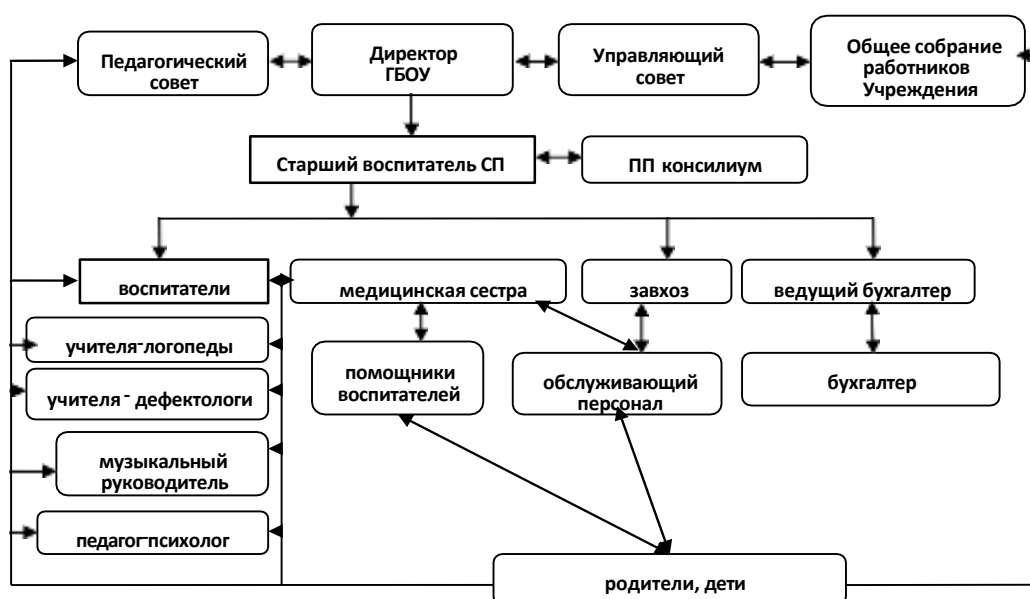 Педагогический
совет
Директор
ГБОУ
Управляющий
совет
Общее собрание
работников
Учреждения
Старший воспитатель СП
ПП консилиум
воспитатели
медицинская сестра
завхоз
ведущий бухгалтер
учителя-логопеды
помощники
воспитателей
обслуживающий
персонал
бухгалтер
учителя - дефектологи
музыкальный
руководитель
педагог-психолог
родители, дети